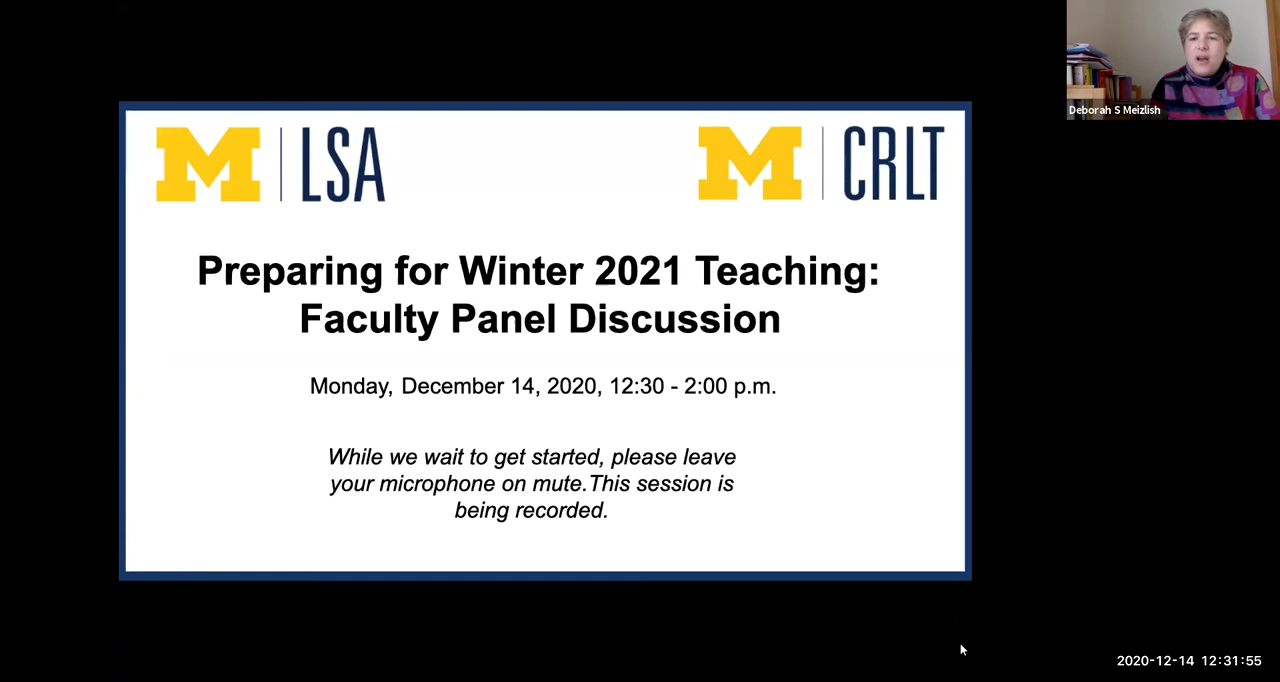 M | LSA
M | CRLT
Deborah S Meizlish
Preparing for Winter 2021 Teaching:
Faculty Panel Discussion
Monday, December 14, 2020, 12:30 - 2:00 p.m.
While we wait to get started, please leave
your microphone on mute.This session is
being recorded.
2020-12-14 12:31:55